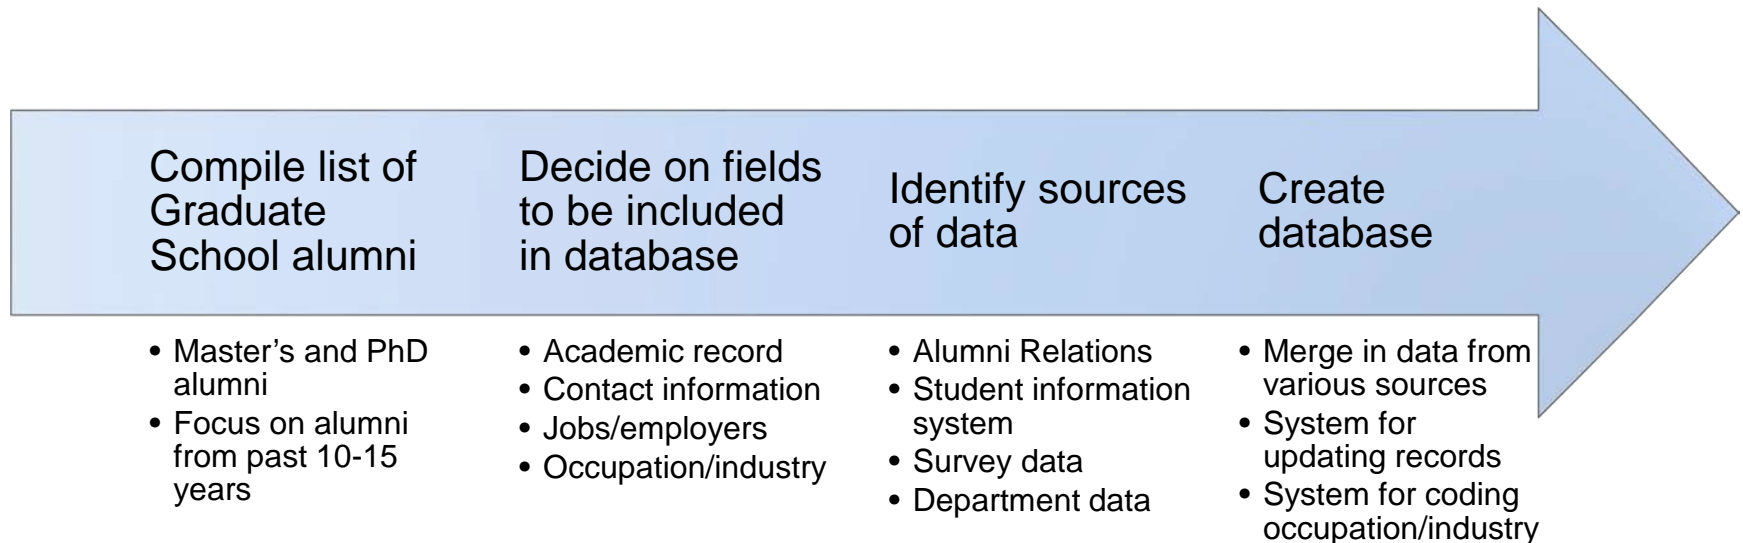 Compile list of
Graduate
School alumni
• Master’s and PhD
alumni
• Focus on alumni
from past 10-15
years
Decide on fields
to be included
in database
• Academic record
• Contact information
• Jobs/employers
• Occupation/industry
Identify sources
of data
• Alumni Relations
• Student information
system
• Survey data
• Department data
Create
database
• Merge in data from
various sources
• System for
updating records
• System for coding
occupation/industry